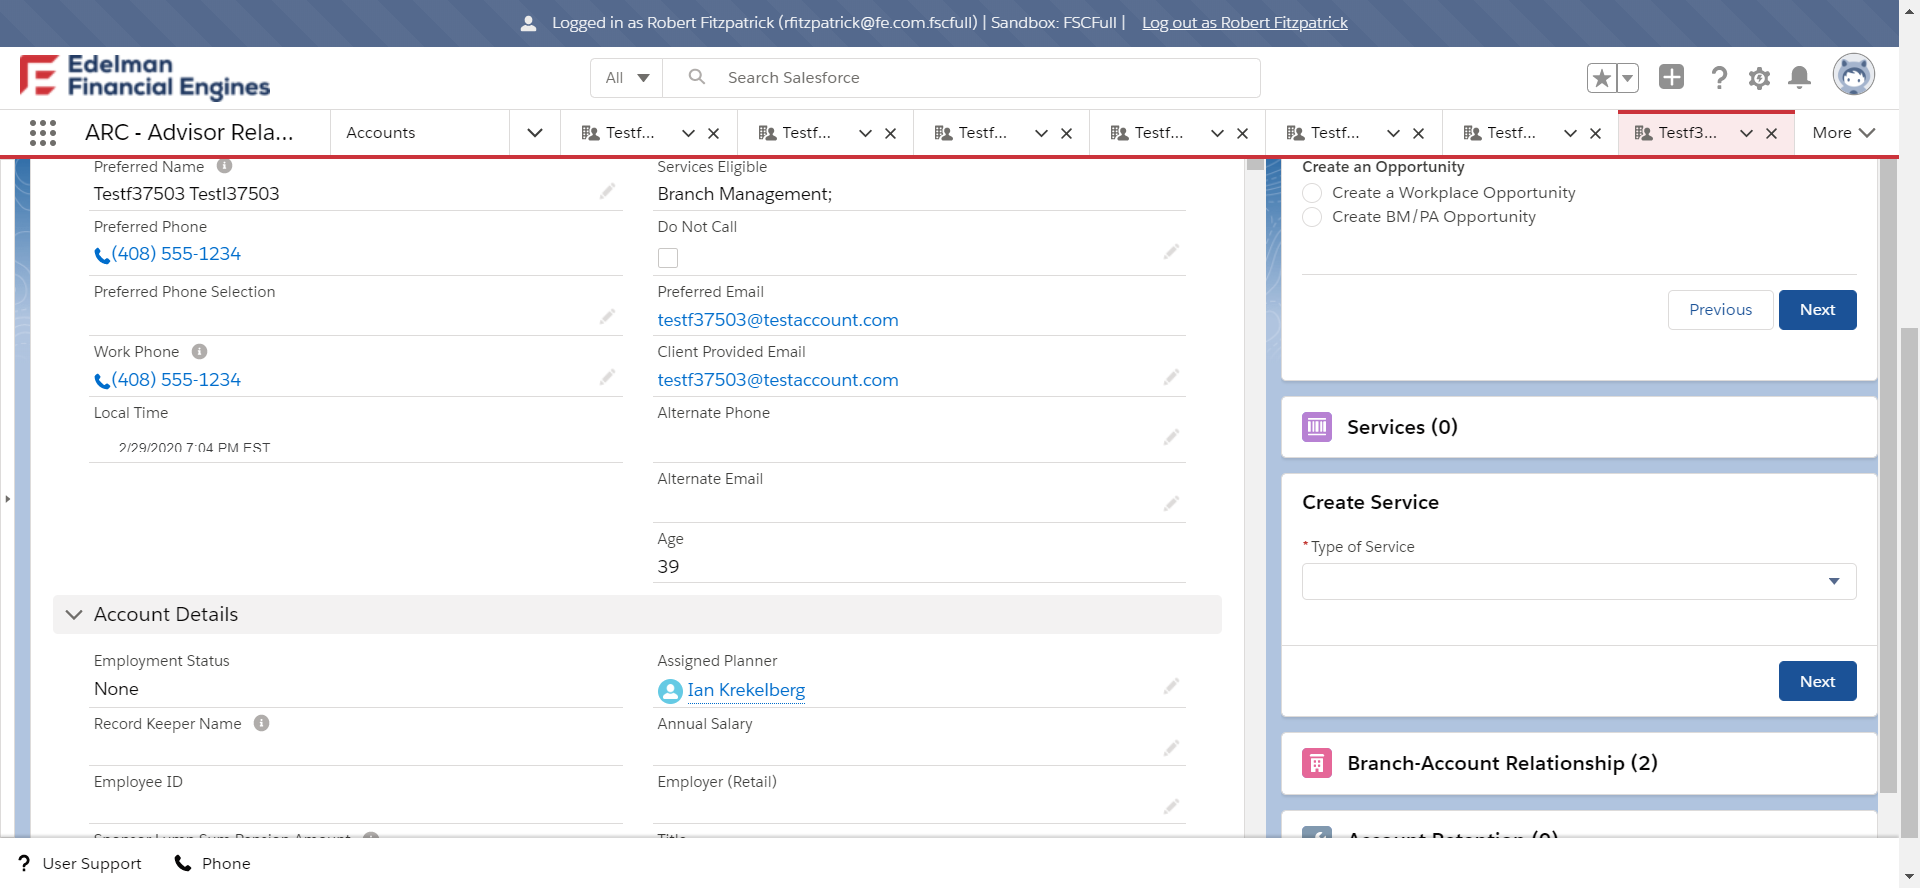 Logged in as Robert Fitzpatrick (rfitzpatrick@fe.com.fscfull) | Sandbox: FSCFull | Log out as Robert Fitzpatrick
Edelman
Financial Engines
All
Search Salesforce
ARC - Advisor Rela...
Accounts
Testf...
Testf...
Testf...
Testf...
Testf...
Testf...
Testf3...
More
Preferred Name
Testf37503 Testl37503
Preferred Phone
(408) 555-1234
Preferred Phone Selection
Work Phone
(408) 555-1234
Local Time
2/29/2020 7:04 PM EST
Services Eligible
Branch Management;
Do Not Call
Preferred Email
testf37503@testaccount.com
Client Provided Email
testf37503@testaccount.com
Alternate Phone
Alternate Email
Age
39
Account Details
Employment Status
None
Record Keeper Name
Employee ID
Sponsor Lump Sum Pension Amount
Assigned Planner
Ian Krekelberg
Annual Salary
Employer (Retail)
Title
Create an Opportunity
Create a Workplace Opportunity
Create BM/PA Opportunity
Previous
Next
Services (0)
Create Service
*Type of Service
Next
Branch-Account Relationship (2)
Account Retention (0)
? User Support
Phone